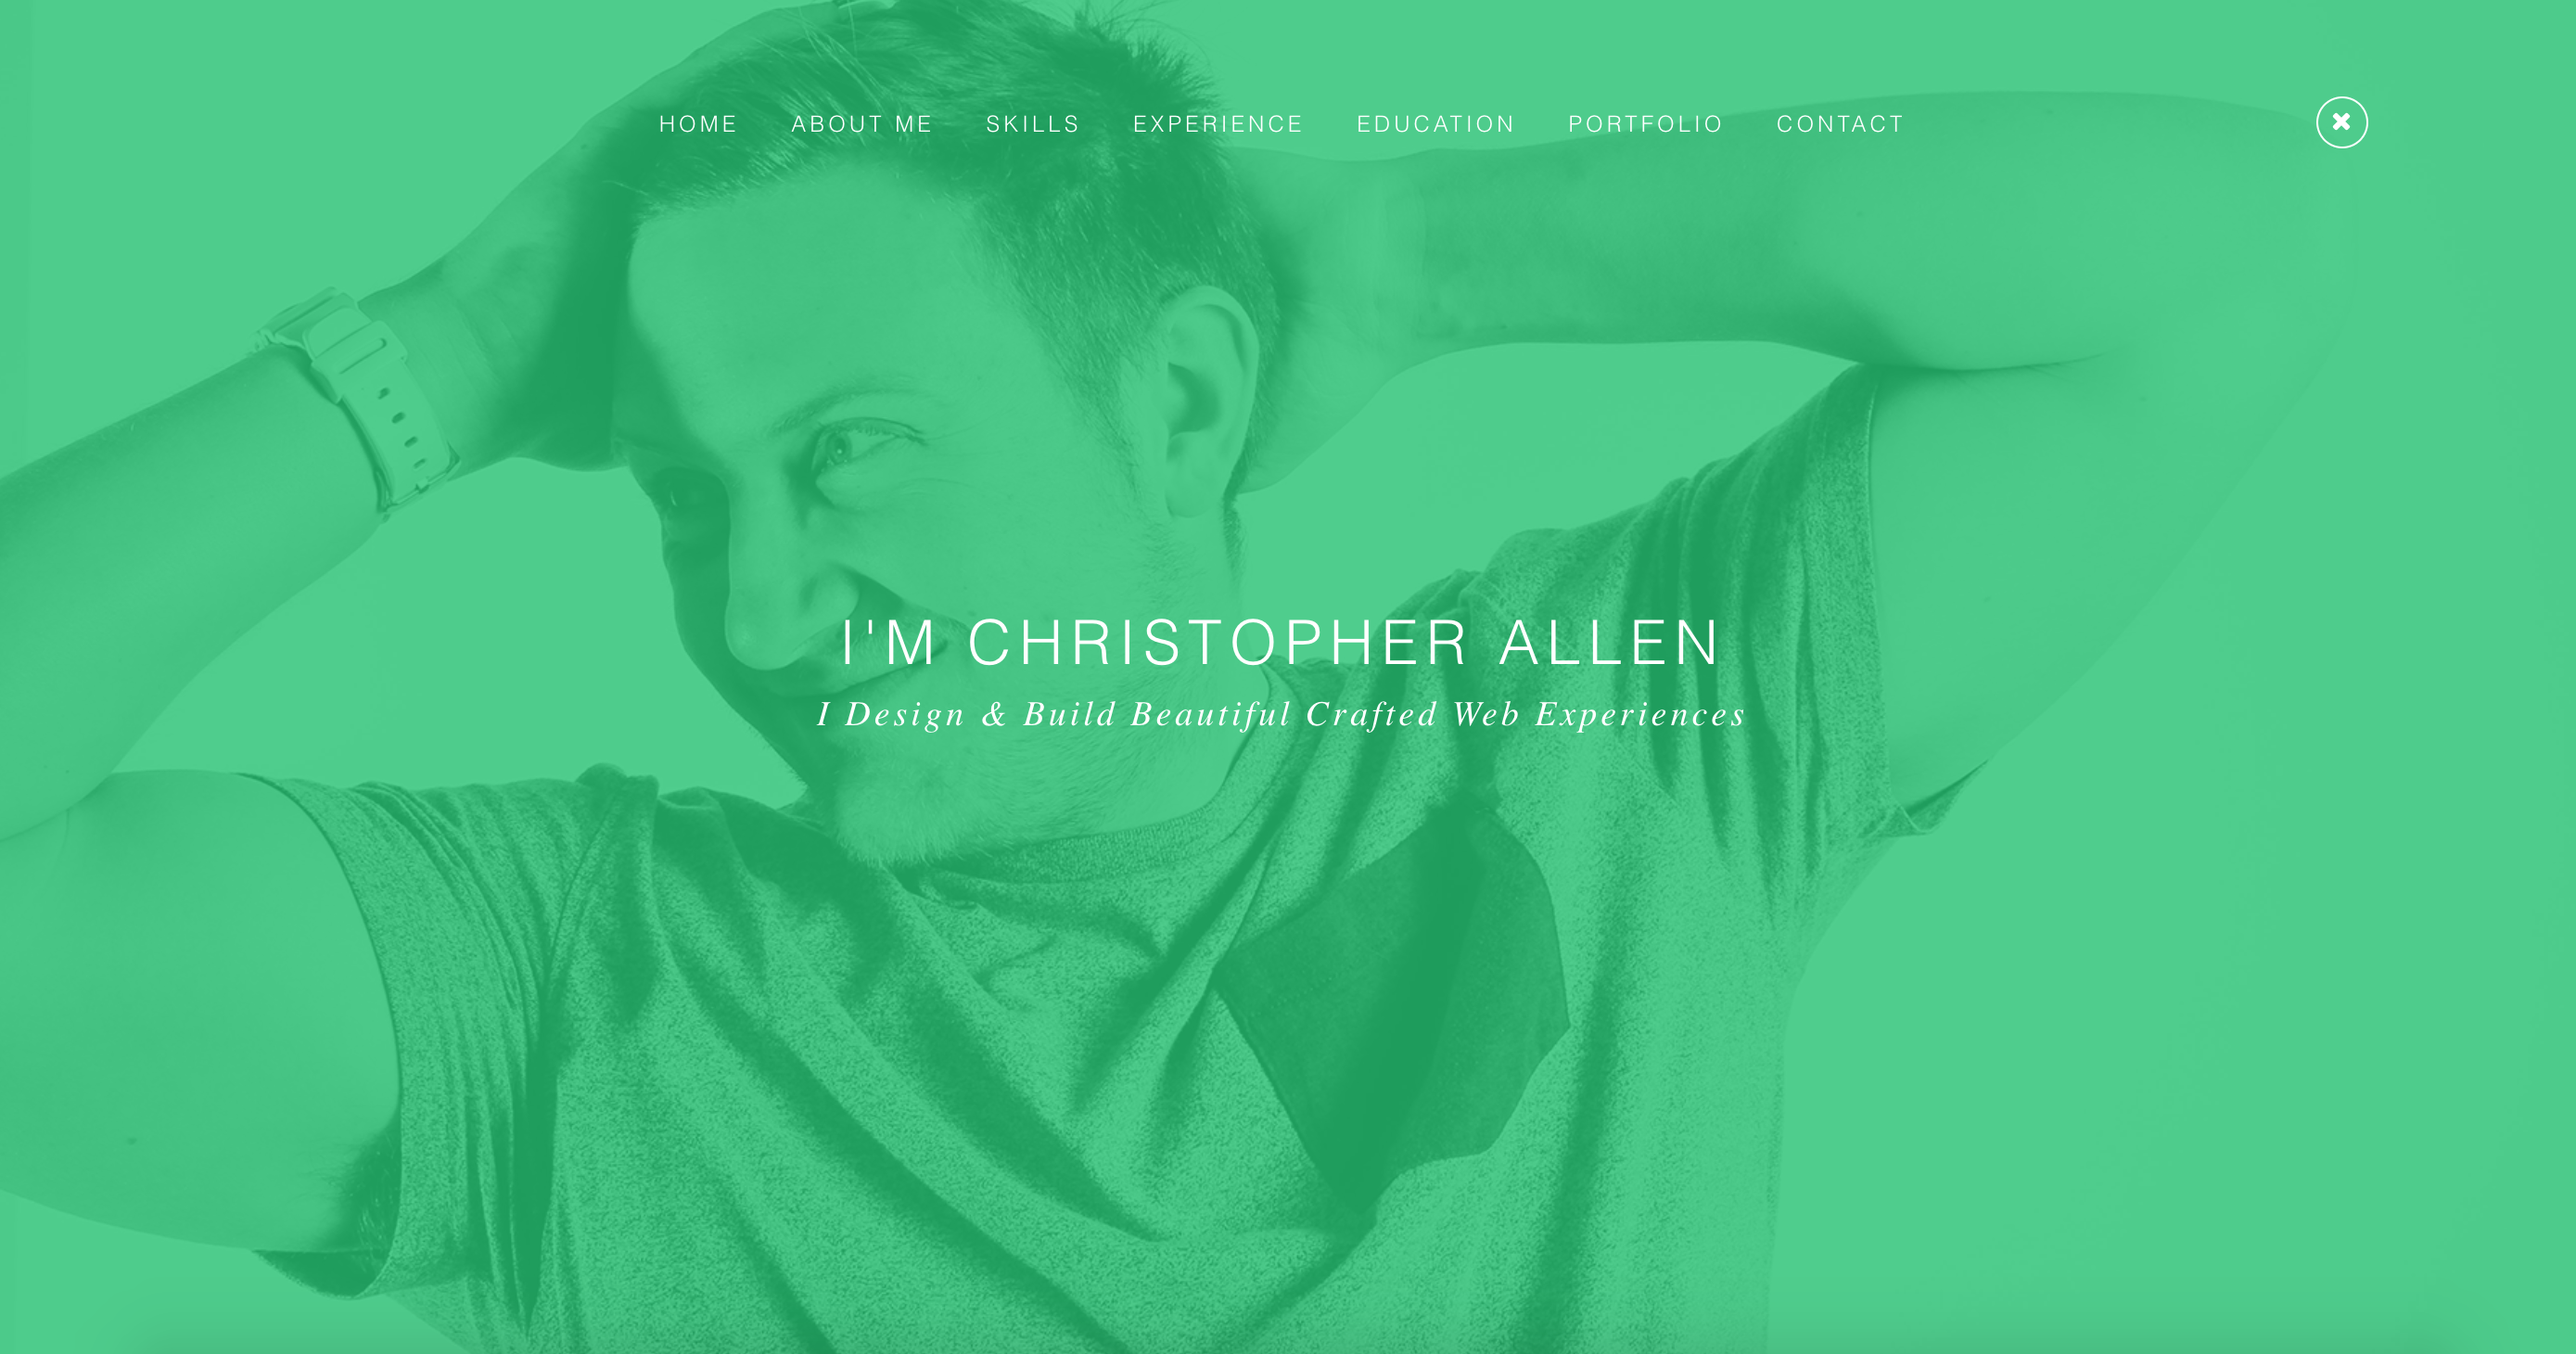 HOME ABOUT ME SKILLS EXPERIENCE EDUCATION PORTFOLIO CONTACT
I'M CHRISTOPHER ALLEN
I Design & Build Beautiful Crafted Web Experiences